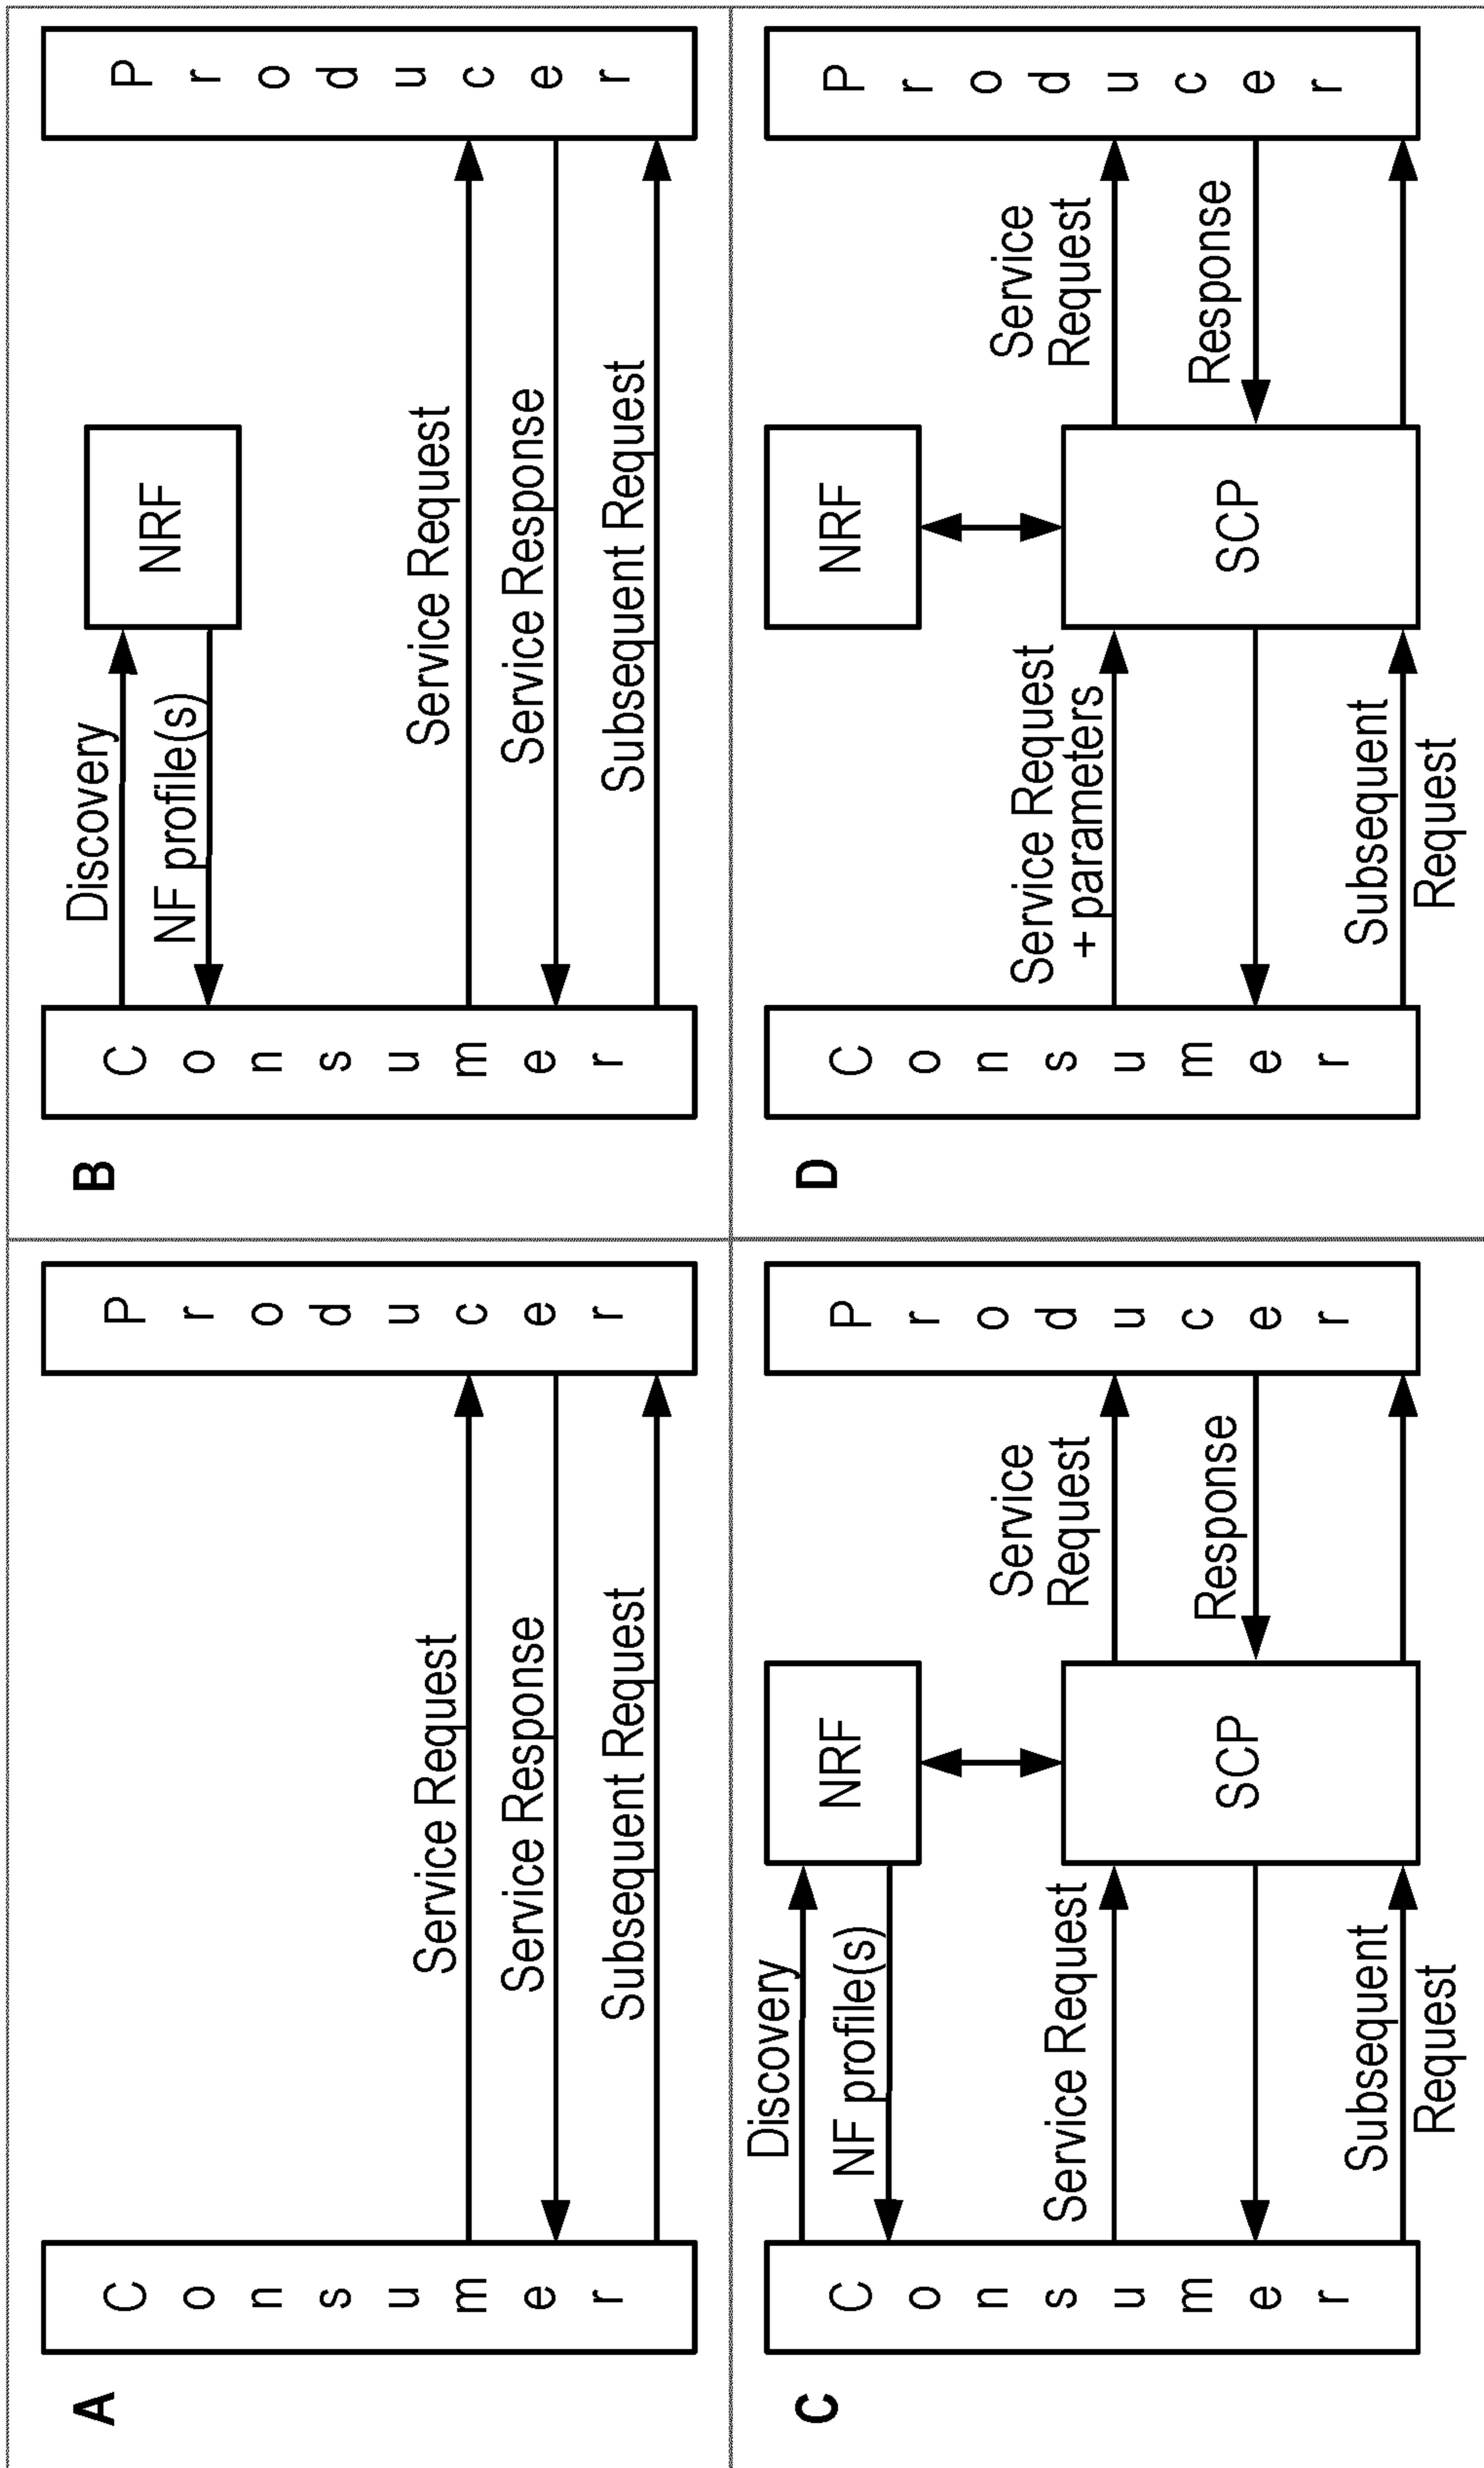 A
Consumer
Service Request
Service Response
Subsequent Request
Producer
B
Consumer
Discovery
NF profile(s)
NRF
Service Request
Service Response
Subsequent Request
Producer
C
Consumer
Discovery
NF profile(s)
NRF
Service Request
SCP
Service
Request
Response
Subsequent
Request
Producer
D
Consumer
NRF
Service Request
+ parameters
SCP
Service
Request
Response
Subsequent
Request
Producer